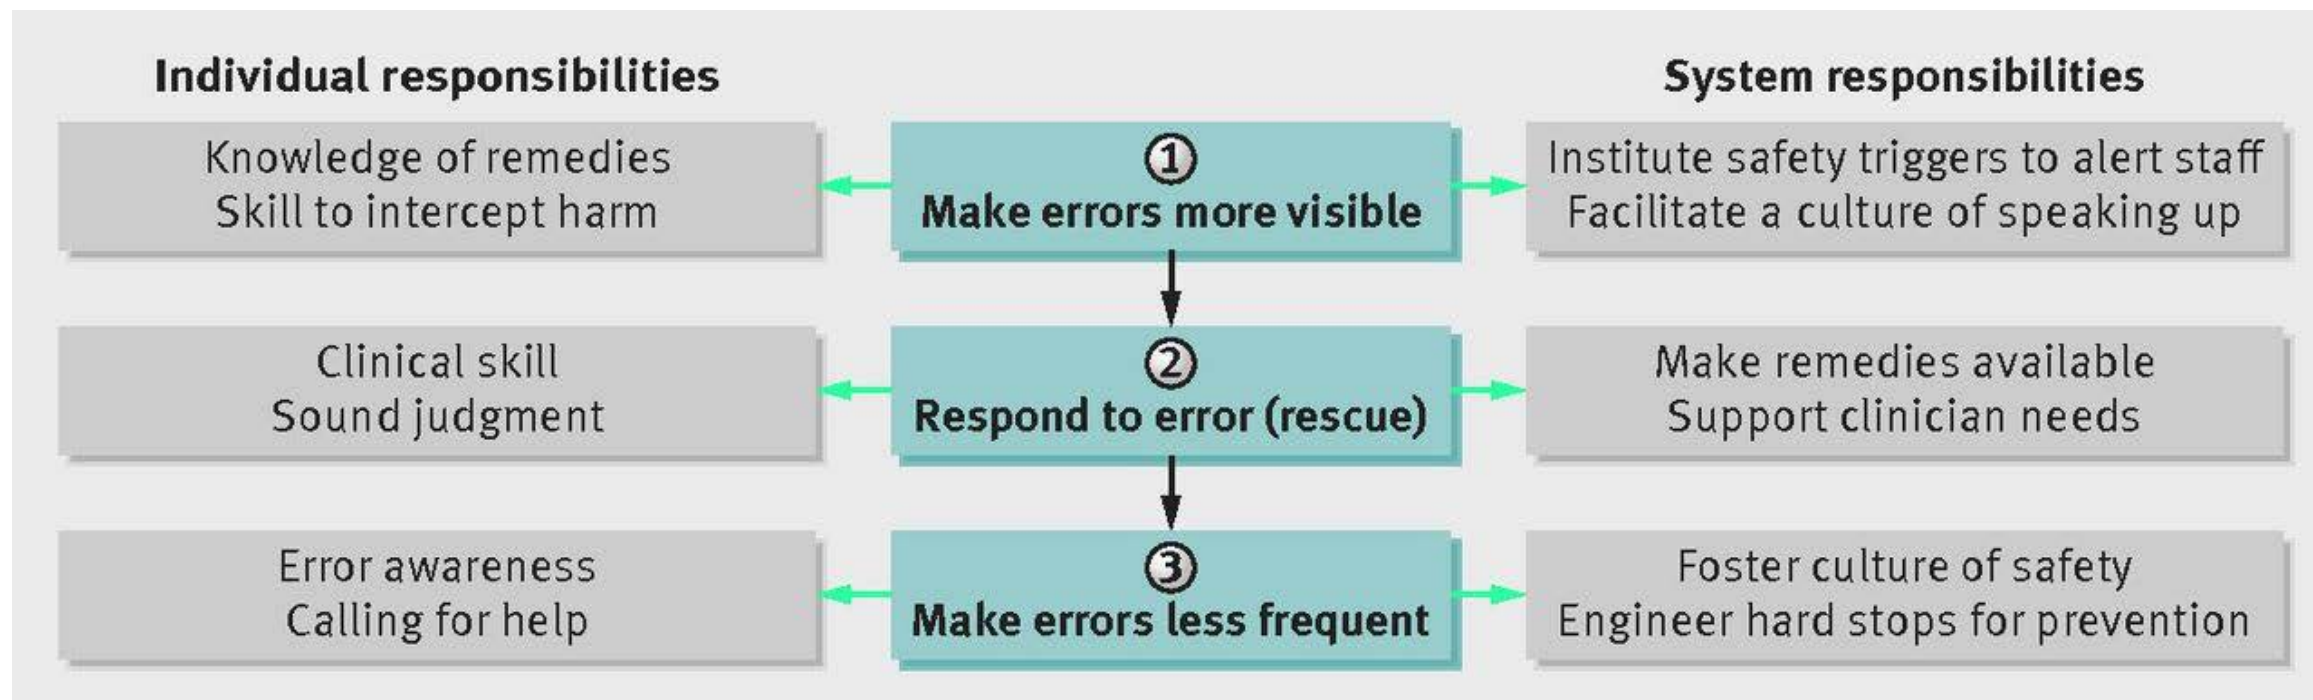 Individual responsibilities
System responsibilities
Knowledge of remedies
Skill to intercept harm
1
Make errors more visible
Institute safety triggers to alert staff
Facilitate a culture of speaking up
Clinical skill
Sound judgment
2
Respond to error (rescue)
Make remedies available
Support clinician needs
Error awareness
Calling for help
3
Make errors less frequent
Foster culture of safety
Engineer hard stops for prevention